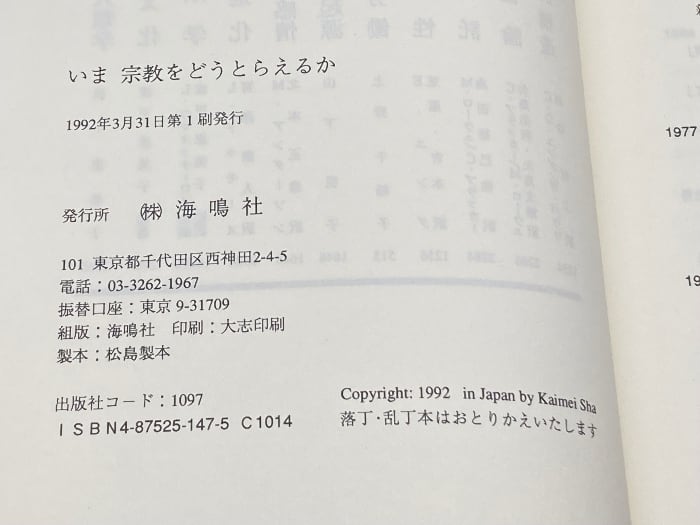 いま 宗教をどうとらえるか
1992年3月31日第1刷発行
発行所 ㈱ 海鳴社
101 東京都千代田区西神田2-4-5
電話：03-3262-1967
振替口座：東京 9-31709
組版：海鳴社 印刷：大志印刷
製本：松島製本
出版社コード：1097
ISBN4-87525-147-5 C1014
Copyright: 1992 in Japan by Kaimei Sha
落丁・乱丁本はおとりかえいたします
1977